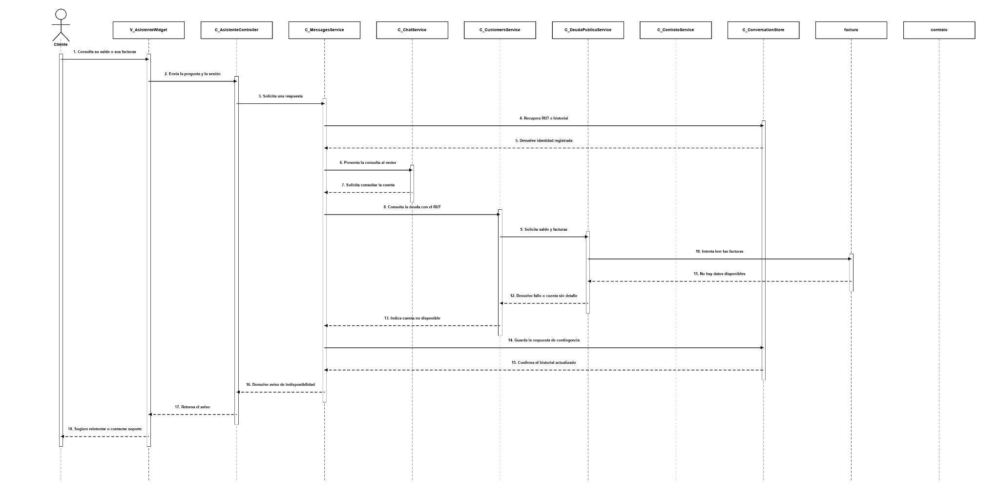 Cliente
V_AsistenteWidget
C_AsistenteController
C_MessagesService
C_ChatService
C_CustomersService
C_DeudaPublicaService
C_ContratoService
C_ConversationStore
factura
contrato
1. Consulta su saldo o sus facturas
2. Envía la pregunta y la sesión
3. Solicita una respuesta
4. Recupera RUT e historial
5. Devuelve identidad registrada
6. Presenta la consulta al motor
7. Solicita consultar la cuenta
8. Consulta la deuda con el RUT
9. Solicita saldo y facturas
10. Intenta leer las facturas
11. No hay datos disponibles
12. Devuelve fallo o cuenta sin detalle
13. Indica cuenta no disponible
14. Guarda la respuesta de contingencia
15. Confirma el historial actualizado
16. Devuelve aviso de indisponibilidad
17. Retorna el aviso
18. Sugiere reintentar o contactar soporte